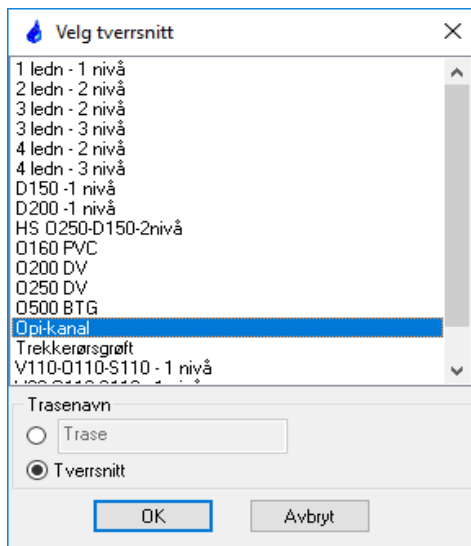 Velg tverrsnitt
1 ledn - 1 nivå
2 ledn - 2 nivå
3 ledn - 2 nivå
3 ledn - 3 nivå
4 ledn - 2 nivå
4 ledn - 3 nivå
D150 -1 nivå
D200 -1 nivå
HS O250-D150-2nivå
O160 PVC
O200 DV
O250 DV
O500 BTG
Opi-kanal
Trekkerørsgrøft
V110-O110-S110 - 1 nivå
Trasenavn
Trase
Tverrsnitt
OK Avbryt